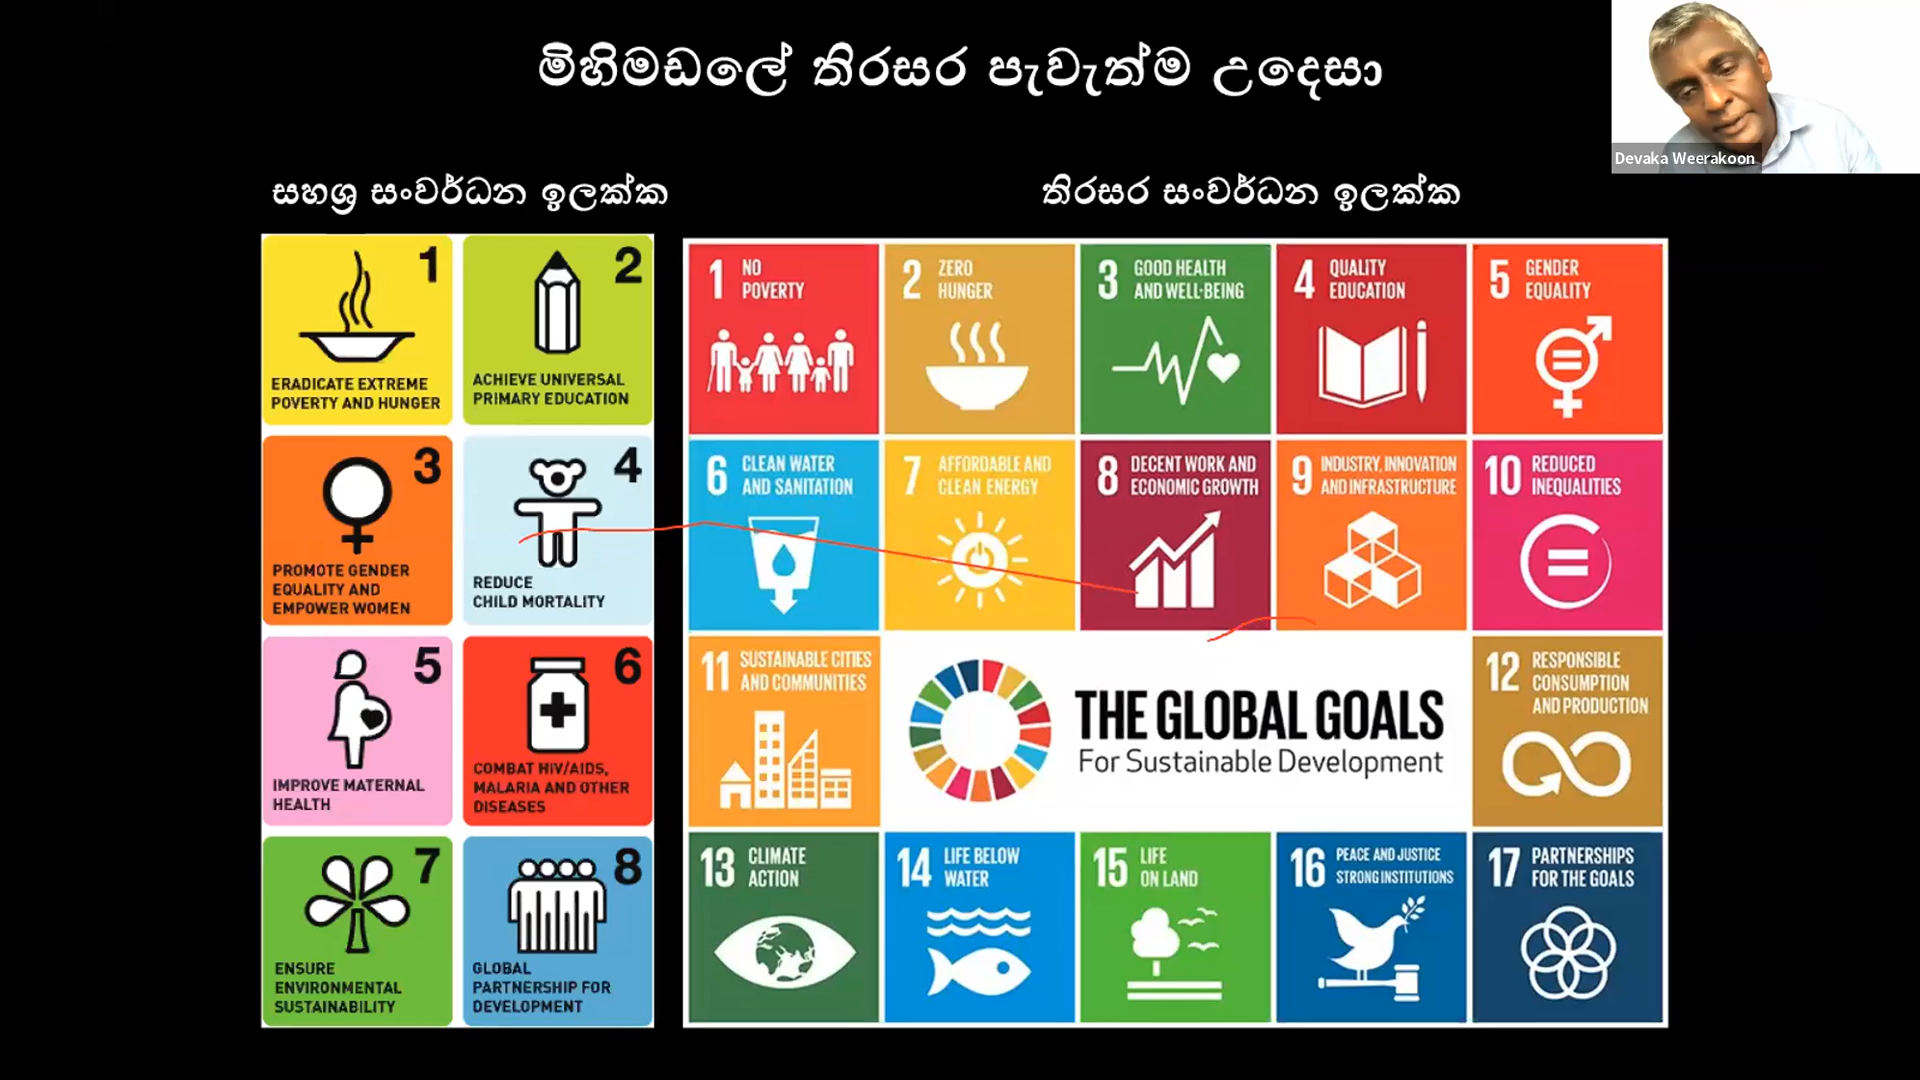 මිහිමඩලේ තිරසර පැවැත්ම උදෙසා
Devaka Weerakoon
සහශ්‍ර සංවර්ධන ඉලක්ක
1
ERADICATE EXTREME
POVERTY AND HUNGER
2
ACHIEVE UNIVERSAL
PRIMARY EDUCATION
3
PROMOTE GENDER
EQUALITY AND
EMPOWER WOMEN
4
REDUCE
CHILD MORTALITY
5
IMPROVE MATERNAL
HEALTH
6
COMBAT HIV/AIDS,
MALARIA AND OTHER
DISEASES
7
ENSURE
ENVIRONMENTAL
SUSTAINABILITY
8
GLOBAL
PARTNERSHIP FOR
DEVELOPMENT
තිරසර සංවර්ධන ඉලක්ක
1 NO
POVERTY
2 ZERO
HUNGER
3 GOOD HEALTH
AND WELL-BEING
4 QUALITY
EDUCATION
5 GENDER
EQUALITY
6 CLEAN WATER
AND SANITATION
7 AFFORDABLE AND
CLEAN ENERGY
8 DECENT WORK AND
ECONOMIC GROWTH
9 INDUSTRY, INNOVATION
AND INFRASTRUCTURE
10 REDUCED
INEQUALITIES
11 SUSTAINABLE CITIES
AND COMMUNITIES
THE GLOBAL GOALS
For Sustainable Development
12 RESPONSIBLE
CONSUMPTION
AND PRODUCTION
13 CLIMATE
ACTION
14 LIFE BELOW
WATER
15 LIFE
ON LAND
16 PEACE AND JUSTICE
STRONG INSTITUTIONS
17 PARTNERSHIPS
FOR THE GOALS